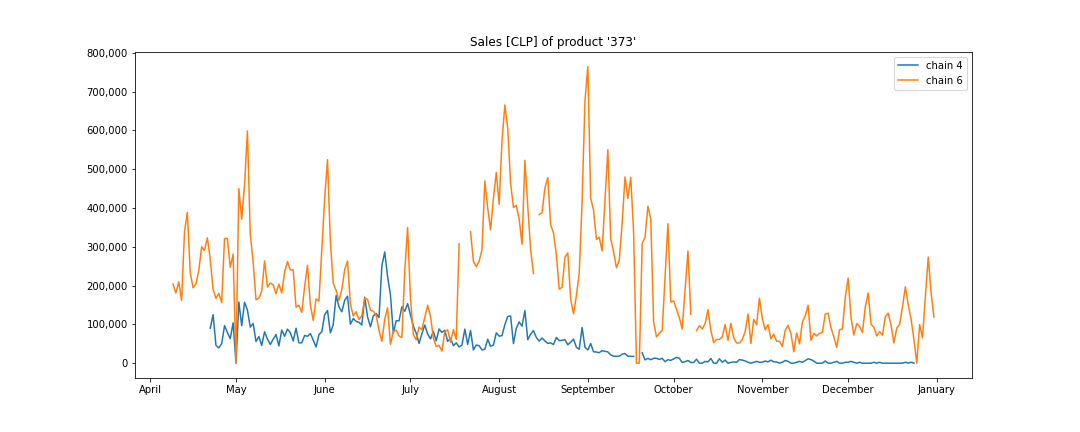 Sales [CLP] of product '373'
800,000
700,000
600,000
500,000
400,000
300,000
200,000
100,000
0
chain 4
chain 6
April May June July August September October November December January